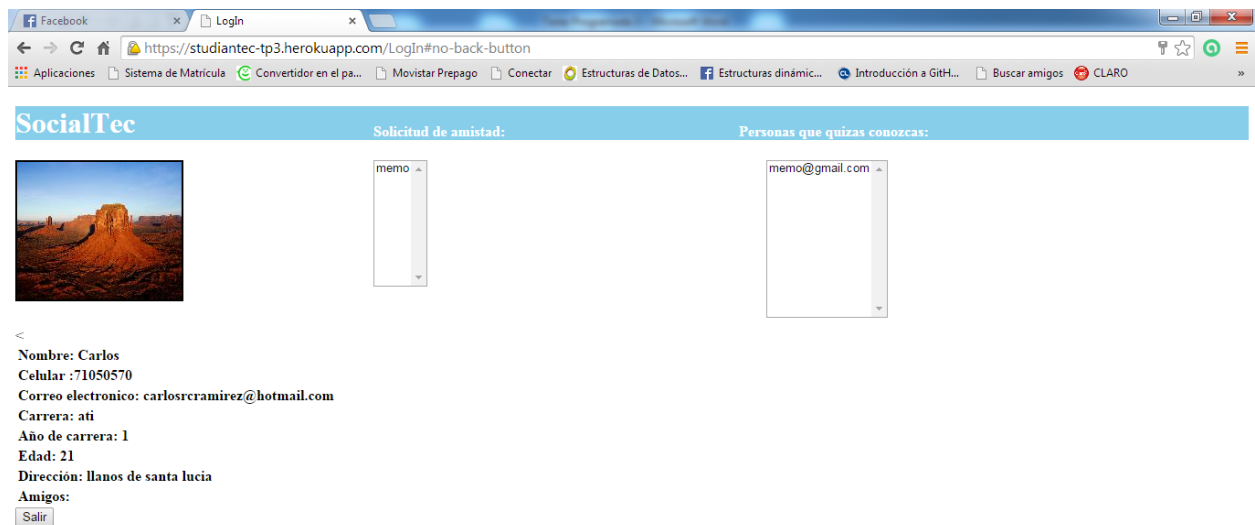 Facebook LogIn
https://studiantec-tp3.herokuapp.com/LogIn#no-back-button
Aplicaciones Sistema de Matrícula Convertidor en el pa... Movistar Prepago Conectar Estructuras de Datos... Estructuras dinámic... Introducción a GitH... Buscar amigos CLARO »
SocialTec Solicitud de amistad: Personas que quizas conozcas:
memo memo@gmail.com
<
Nombre: Carlos
Celular :71050570
Correo electronico: carlosrcramirez@hotmail.com
Carrera: ati
Año de carrera: 1
Edad: 21
Dirección: llanos de santa lucia
Amigos:
Salir